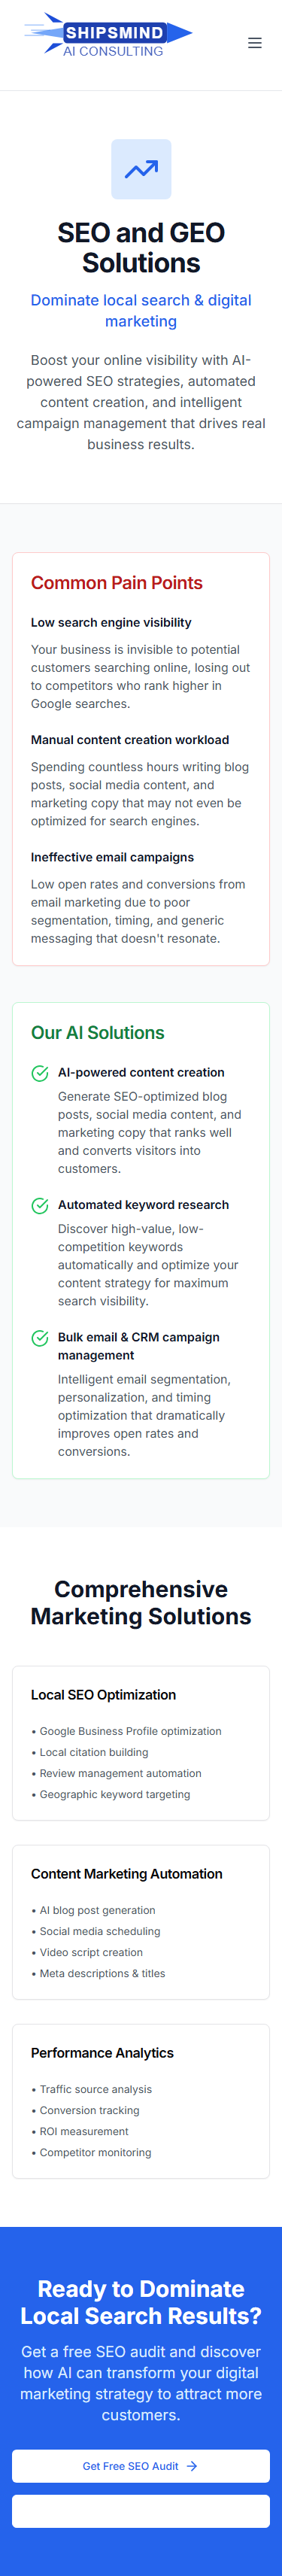 SHIPSMIND
AI CONSULTING
SEO and GEO
Solutions
Dominate local search & digital
marketing
Boost your online visibility with AI-
powered SEO strategies, automated
content creation, and intelligent
campaign management that drives real
business results.
Common Pain Points
Low search engine visibility
Your business is invisible to potential
customers searching online, losing out
to competitors who rank higher in
Google searches.
Manual content creation workload
Spending countless hours writing blog
posts, social media content, and
marketing copy that may not even be
optimized for search engines.
Ineffective email campaigns
Low open rates and conversions from
email marketing due to poor
segmentation, timing, and generic
messaging that doesn't resonate.
Our AI Solutions
AI-powered content creation
Generate SEO-optimized blog
posts, social media content, and
marketing copy that ranks well
and converts visitors into
customers.
Automated keyword research
Discover high-value, low-
competition keywords
automatically and optimize your
content strategy for maximum
search visibility.
Bulk email & CRM campaign
management
Intelligent email segmentation,
personalization, and timing
optimization that dramatically
improves open rates and
conversions.
Comprehensive
Marketing Solutions
Local SEO Optimization
• Google Business Profile optimization
• Local citation building
• Review management automation
• Geographic keyword targeting
Content Marketing Automation
• AI blog post generation
• Social media scheduling
• Video script creation
• Meta descriptions & titles
Performance Analytics
• Traffic source analysis
• Conversion tracking
• ROI measurement
• Competitor monitoring
Ready to Dominate
Local Search Results?
Get a free SEO audit and discover
how AI can transform your digital
marketing strategy to attract more
customers.
Get Free SEO Audit